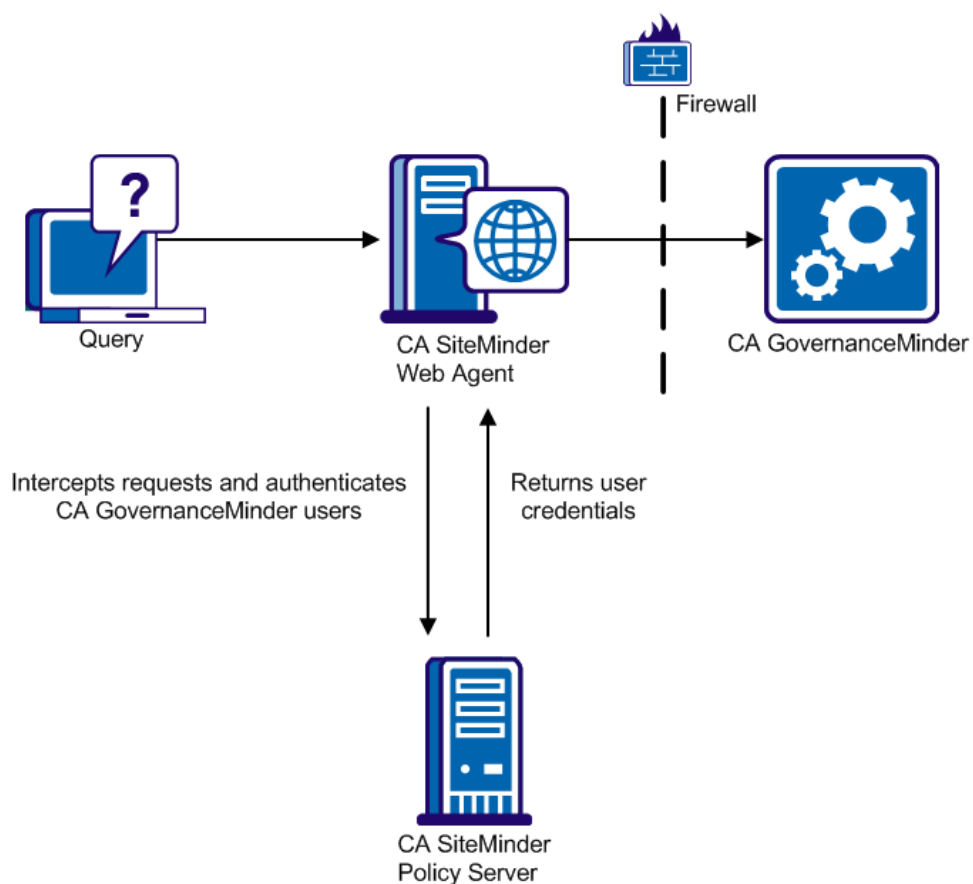 Firewall
?
Query
CA SiteMinder
Web Agent
CA GovernanceMinder
Intercepts requests and authenticates
CA GovernanceMinder users
Returns user
credentials
CA SiteMinder
Policy Server